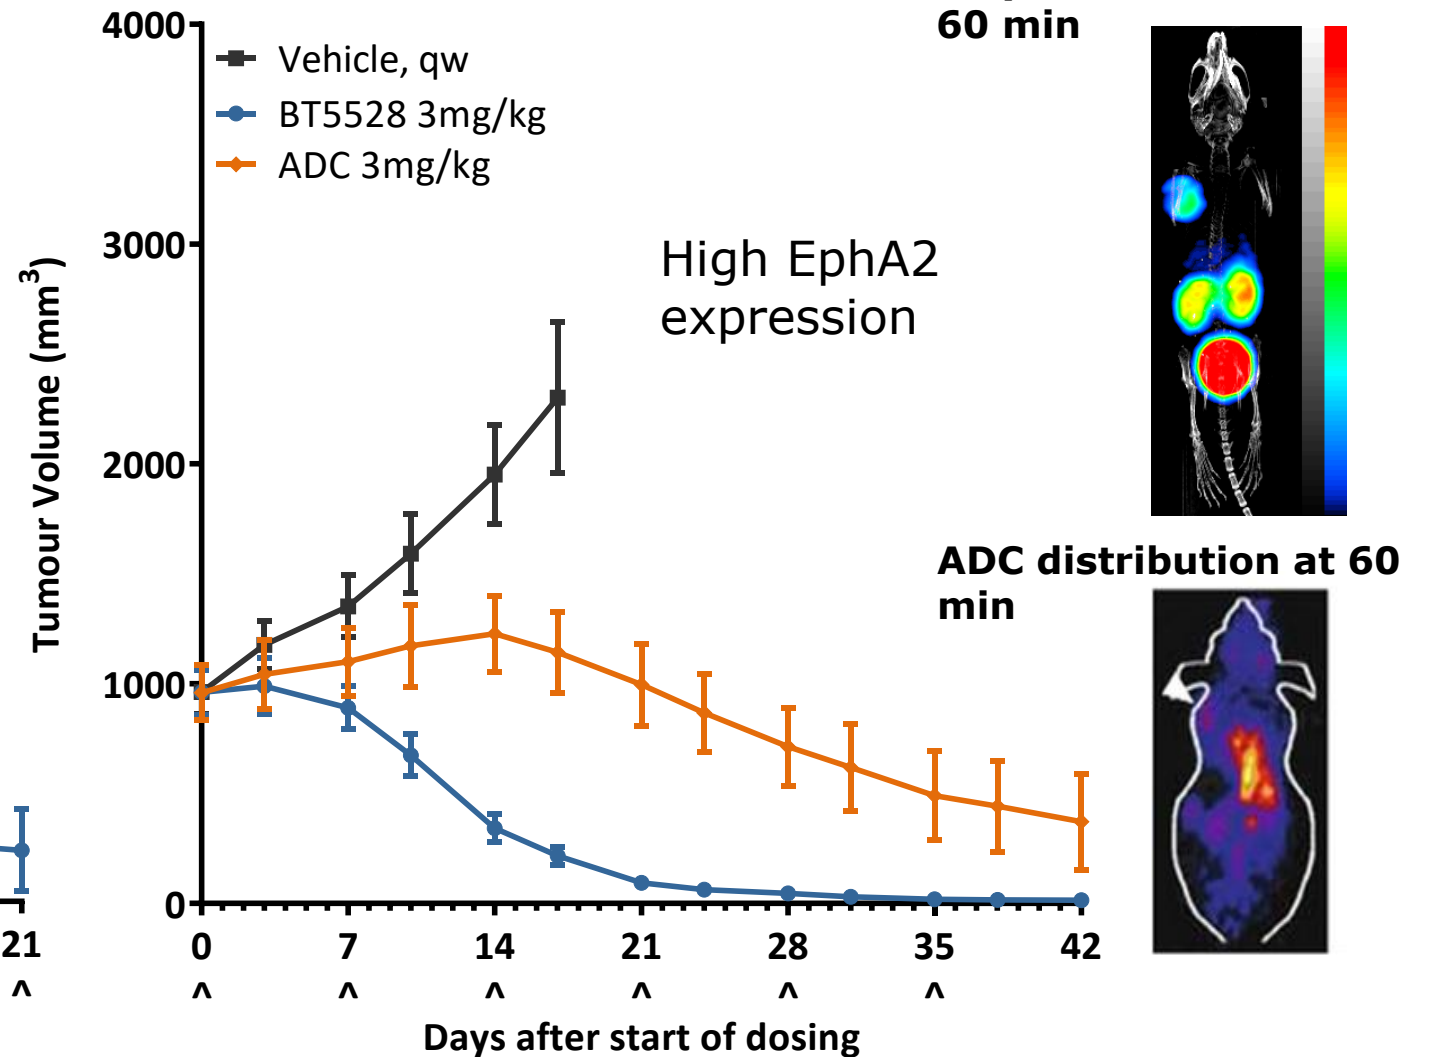 60 min
4000
Vehicle, qw
BT5528 3mg/kg
ADC 3mg/kg
3000
High EphA2
expression
Tumour Volume (mm³)
2000
ADC distribution at 60
min
1000
0
21
0 7 14 21 28 35 42
^
^ ^ ^ ^ ^ ^
Days after start of dosing